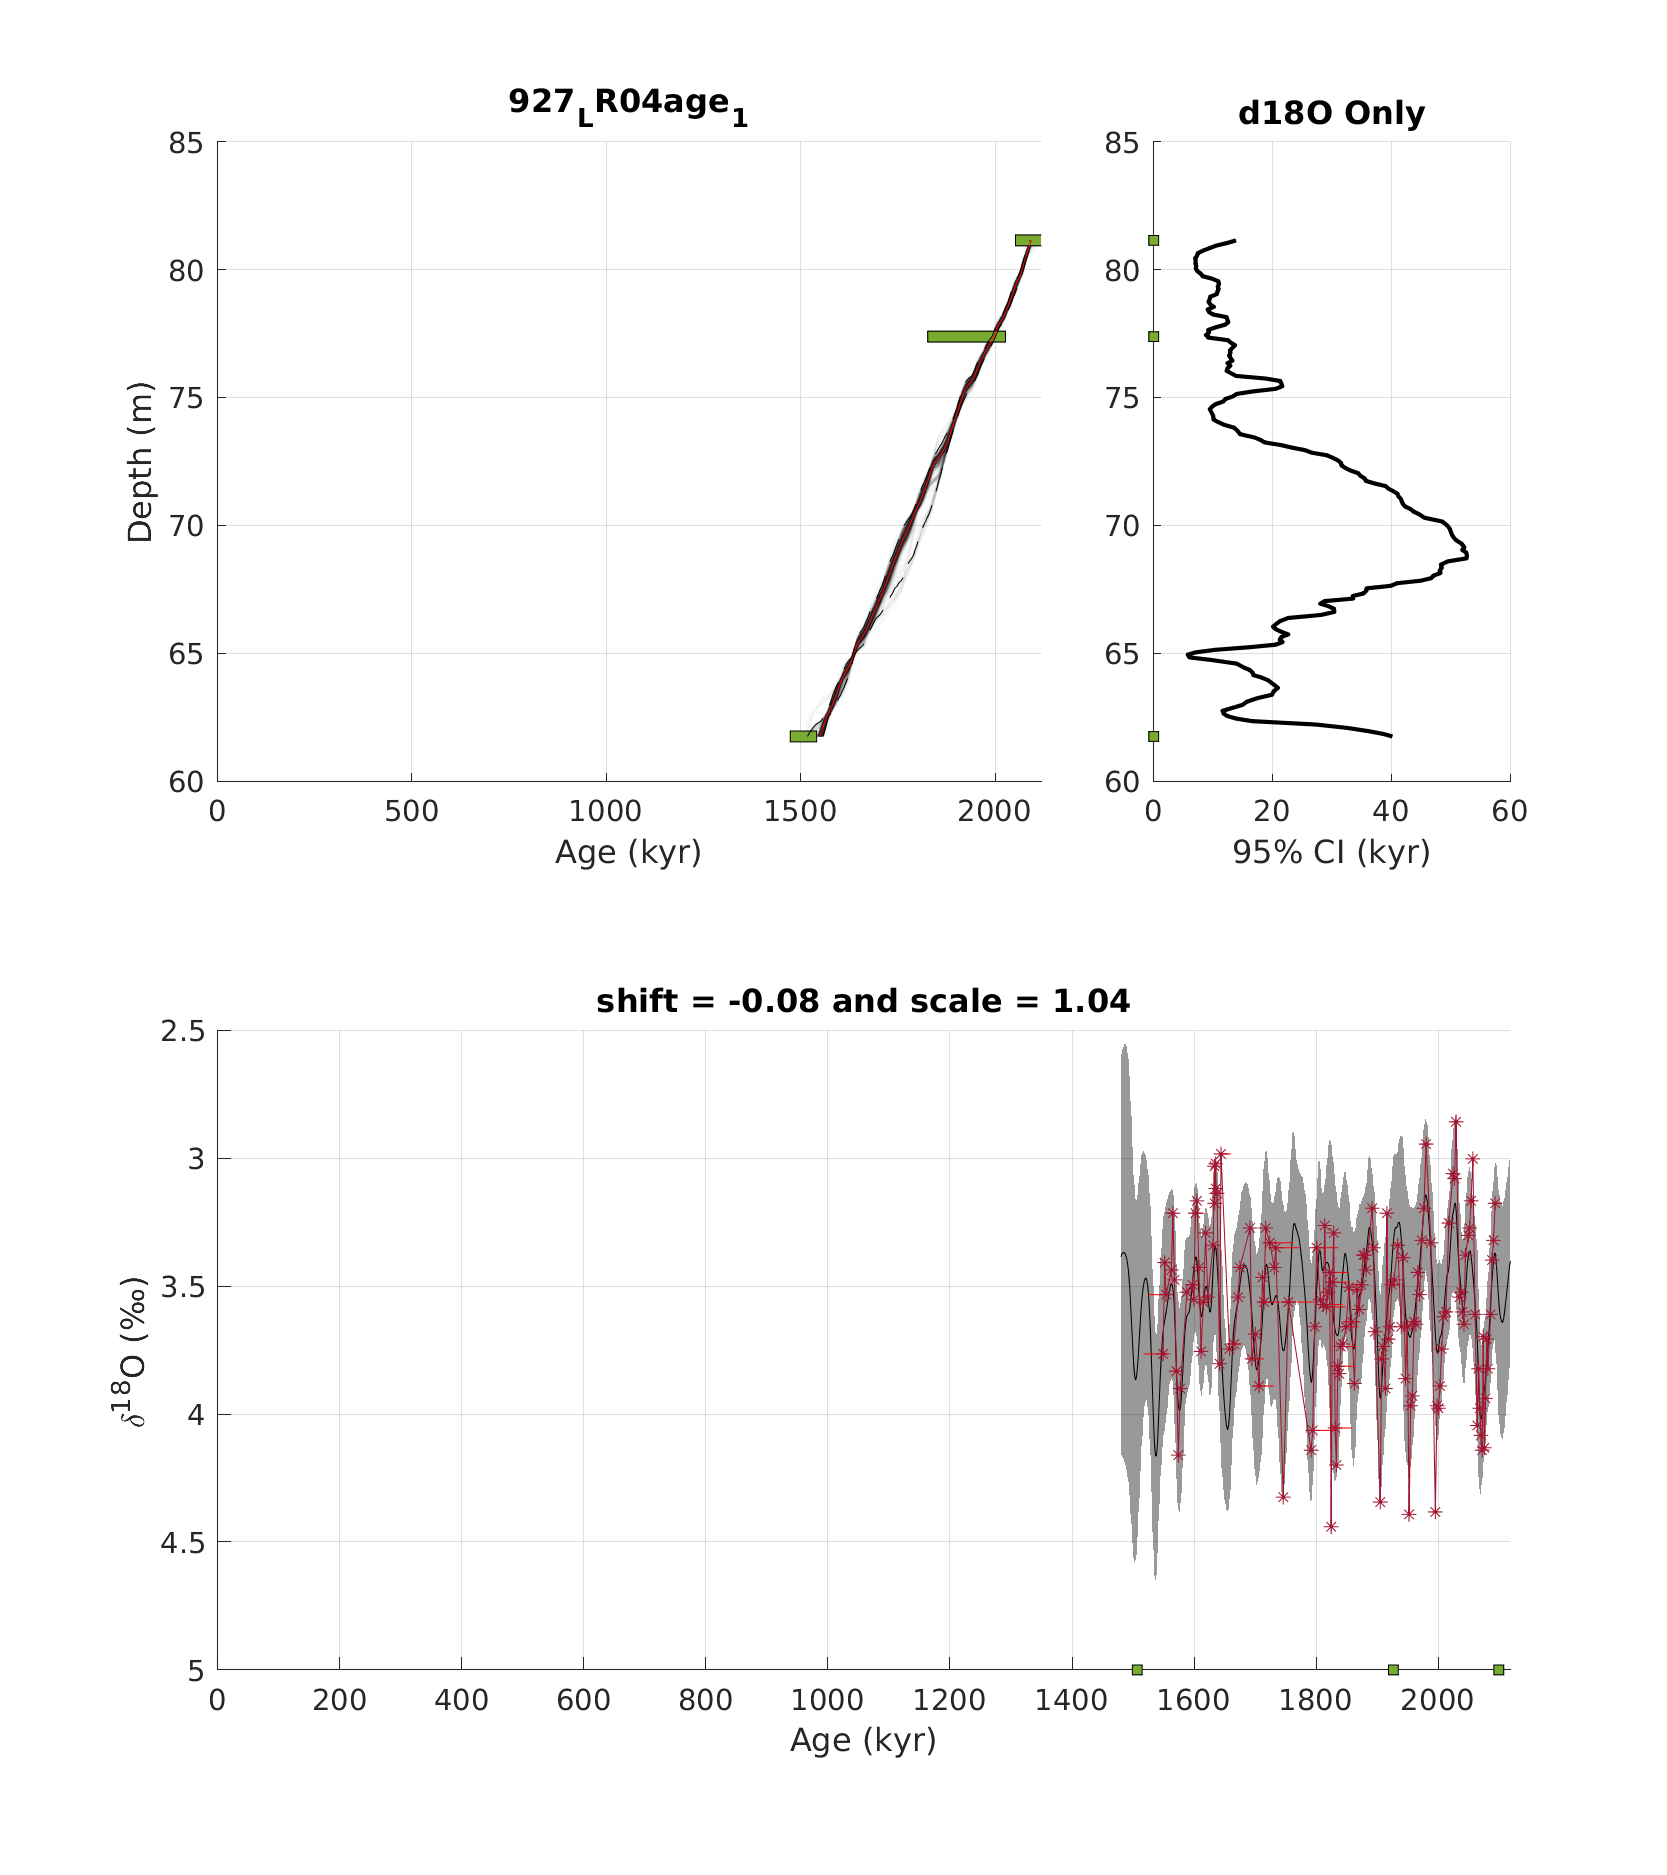 927_LR04age_1
d18O Only
85
80
75
70
65
60
Depth (m)
0 500 1000 1500 2000
Age (kyr)
85
80
75
70
65
60
0 20 40 60
95% CI (kyr)
shift = -0.08 and scale = 1.04
2.5
3
3.5
4
4.5
5
δ¹⁸O (‰)
0 200 400 600 800 1000 1200 1400 1600 1800 2000
Age (kyr)